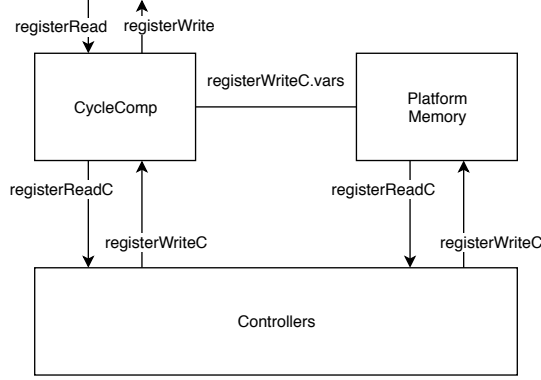 registerRead
registerWrite
CycleComp
registerWriteC.vars
Platform
Memory
registerReadC
registerReadC
registerWriteC
registerWriteC
Controllers